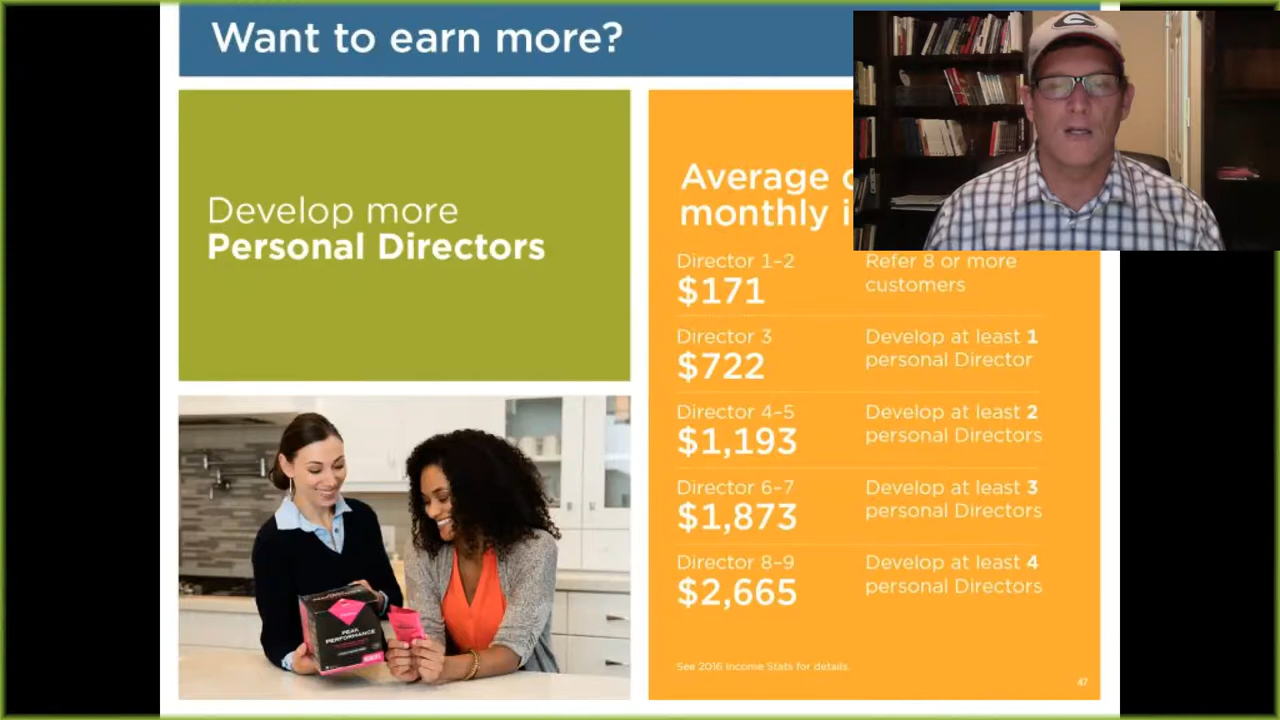 Want to earn more?
Develop more
Personal Directors
Average
monthly
Director 1–2
$171
Refer 8 or more
customers
Director 3
$722
Develop at least 1
personal Director
Director 4–5
$1,193
Develop at least 2
personal Directors
Director 6–7
$1,873
Develop at least 3
personal Directors
Director 8–9
$2,665
Develop at least 4
personal Directors
See 2016 Income Stats for details.
47
PEAK
PERFORMANCE